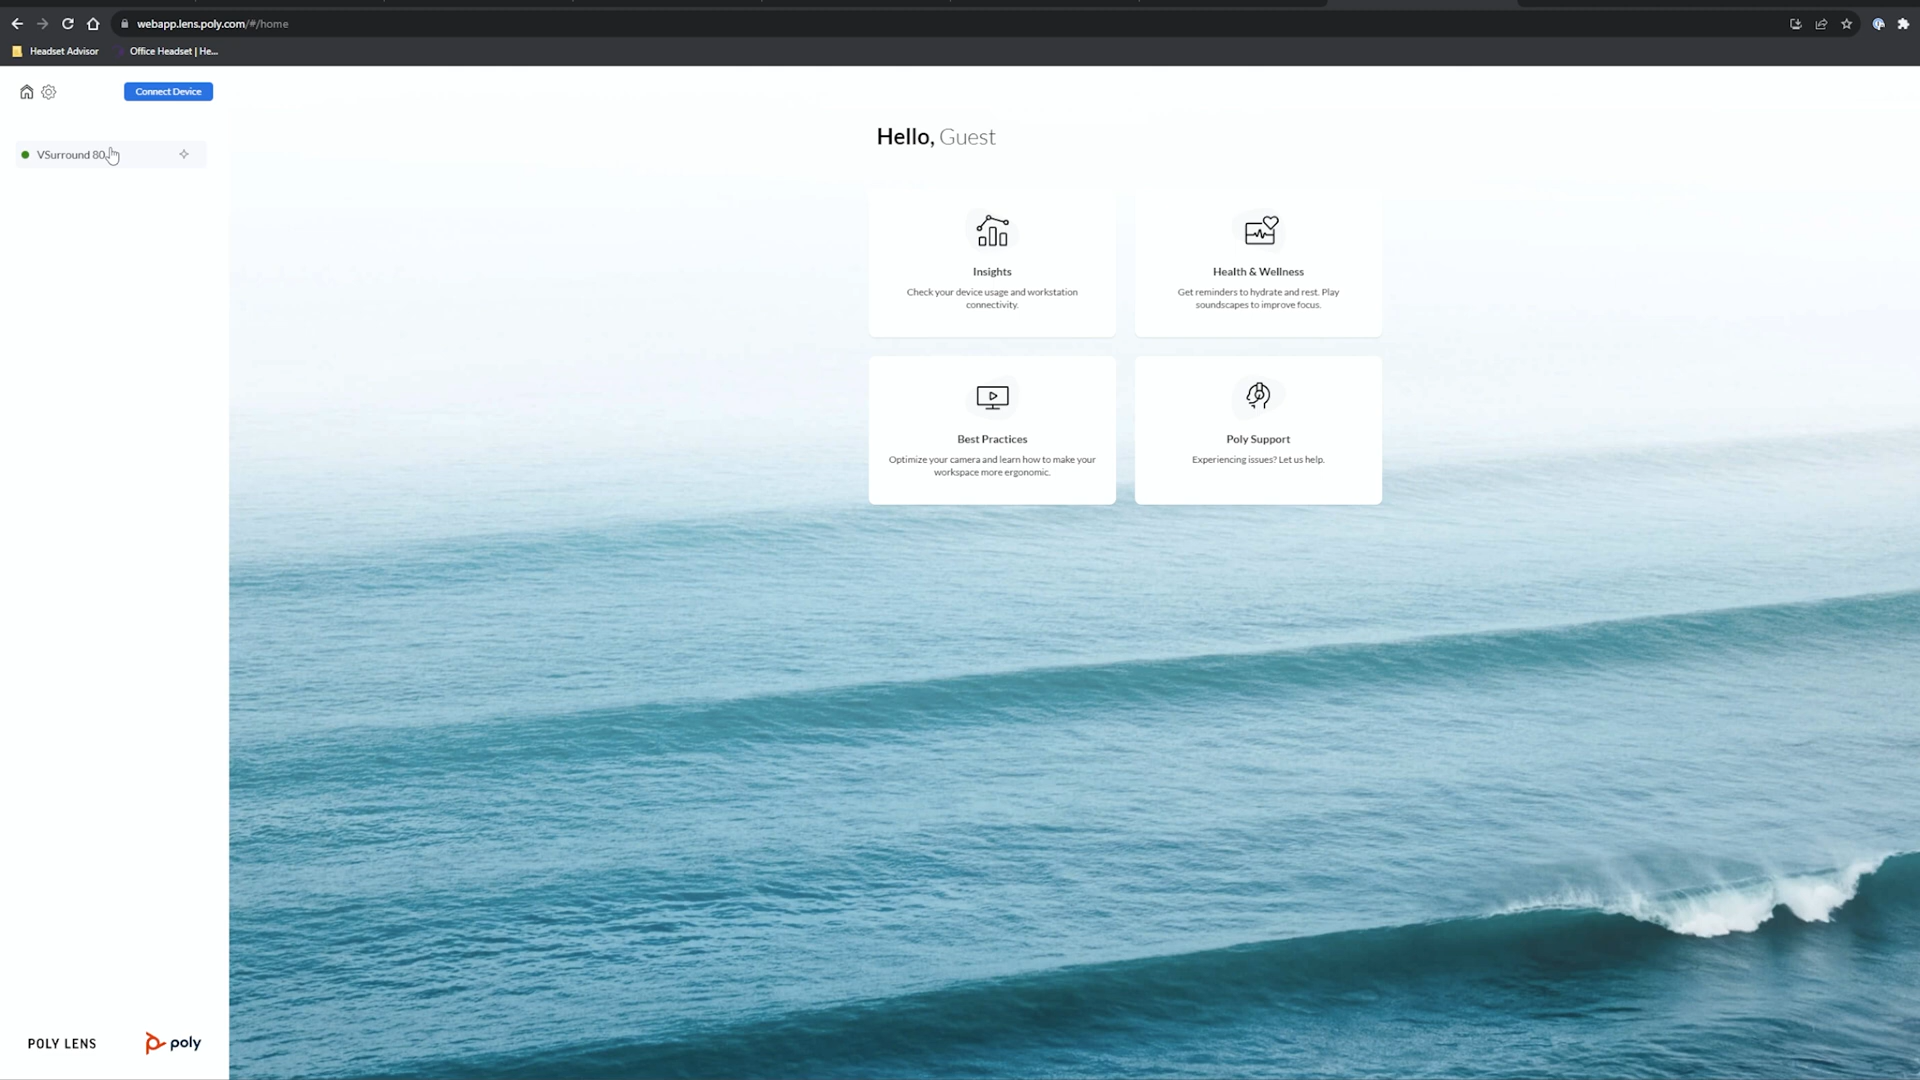 webapp.lens.poly.com/#/home
Headset Advisor
Office Headset | He...
Connect Device
VSurround 80
Hello, Guest
Insights
Check your device usage and workstation
connectivity.
Health & Wellness
Get reminders to hydrate and rest. Play
soundscapes to improve focus.
Best Practices
Optimize your camera and learn how to make your
workspace more ergonomic.
Poly Support
Experiencing issues? Let us help.
POLY LENS
poly